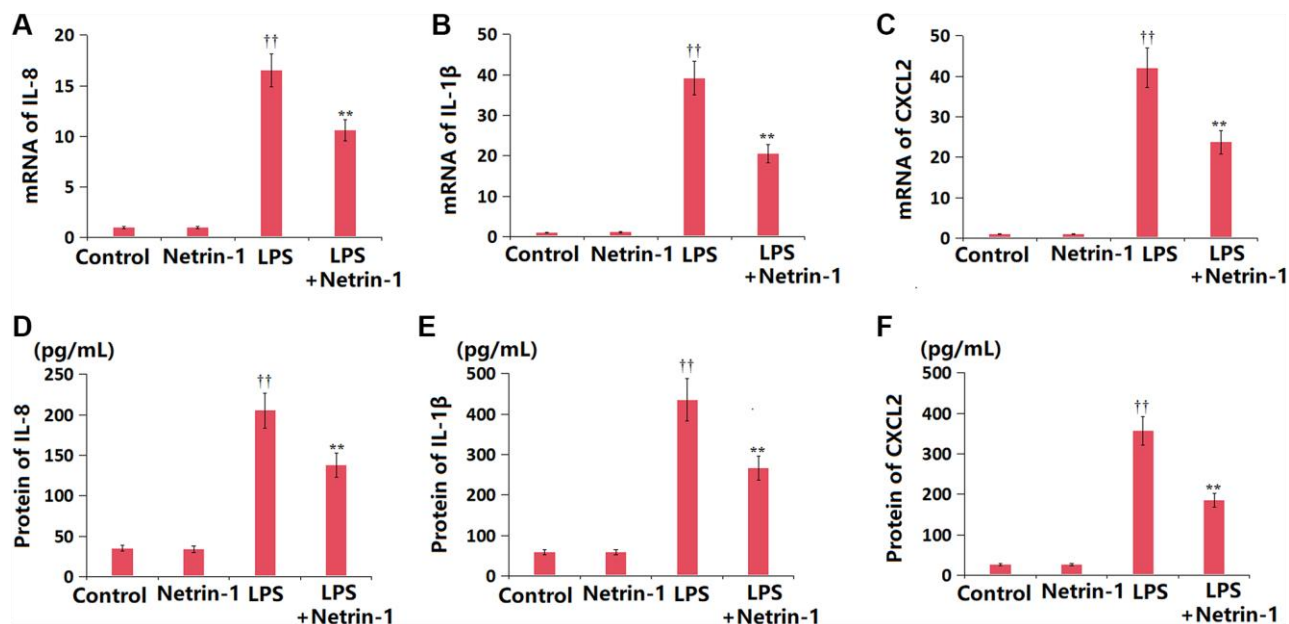 A
mRNA of IL-8
20
15
10
5
0
††
**
Control Netrin-1 LPS LPS
+Netrin-1
B
mRNA of IL-1β
50
40
30
20
10
0
††
**
Control Netrin-1 LPS LPS
+Netrin-1
C
mRNA of CXCL2
50
40
30
20
10
0
††
**
Control Netrin-1 LPS LPS
+Netrin-1
D
(pg/mL)
Protein of IL-8
250
200
150
100
50
0
††
**
Control Netrin-1 LPS LPS
+Netrin-1
E
(pg/mL)
Protein of IL-1β
500
400
300
200
100
0
††
**
Control Netrin-1 LPS LPS
+Netrin-1
F
(pg/mL)
Protein of CXCL2
500
400
300
200
100
0
††
**
Control Netrin-1 LPS LPS
+Netrin-1